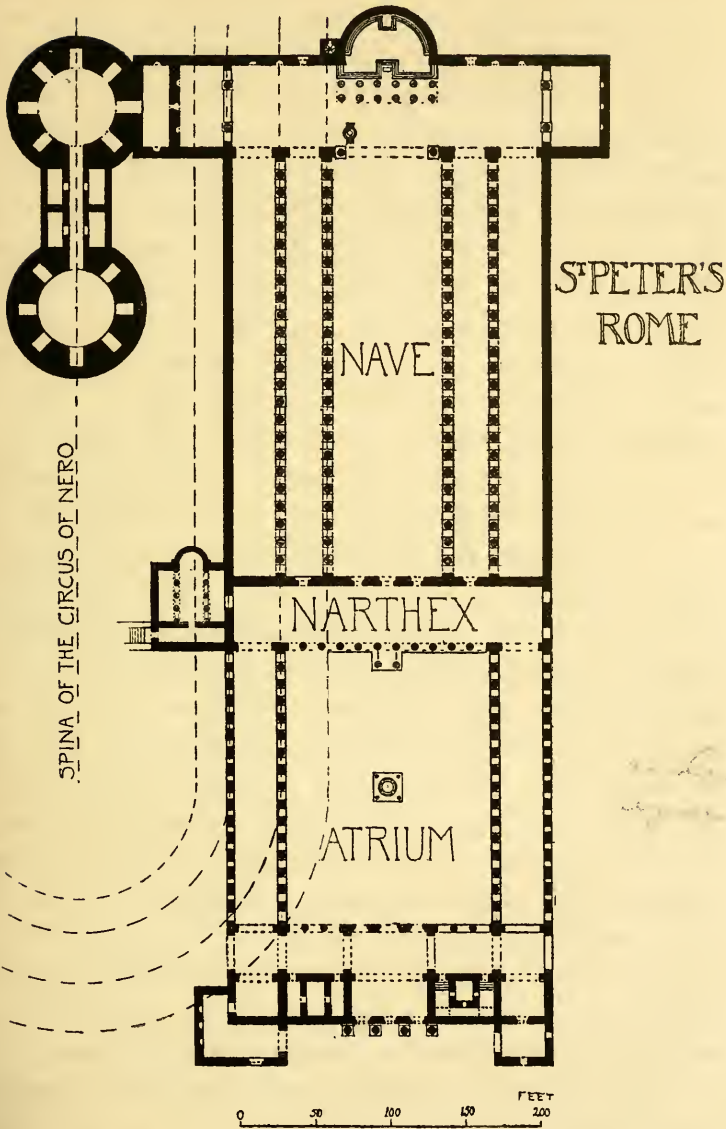 ST PETER'S
ROME
NAVE
SPINA OF THE CIRCUS OF NERO
NARTHEX
ATRIUM
FEET
0 50 100 150 200